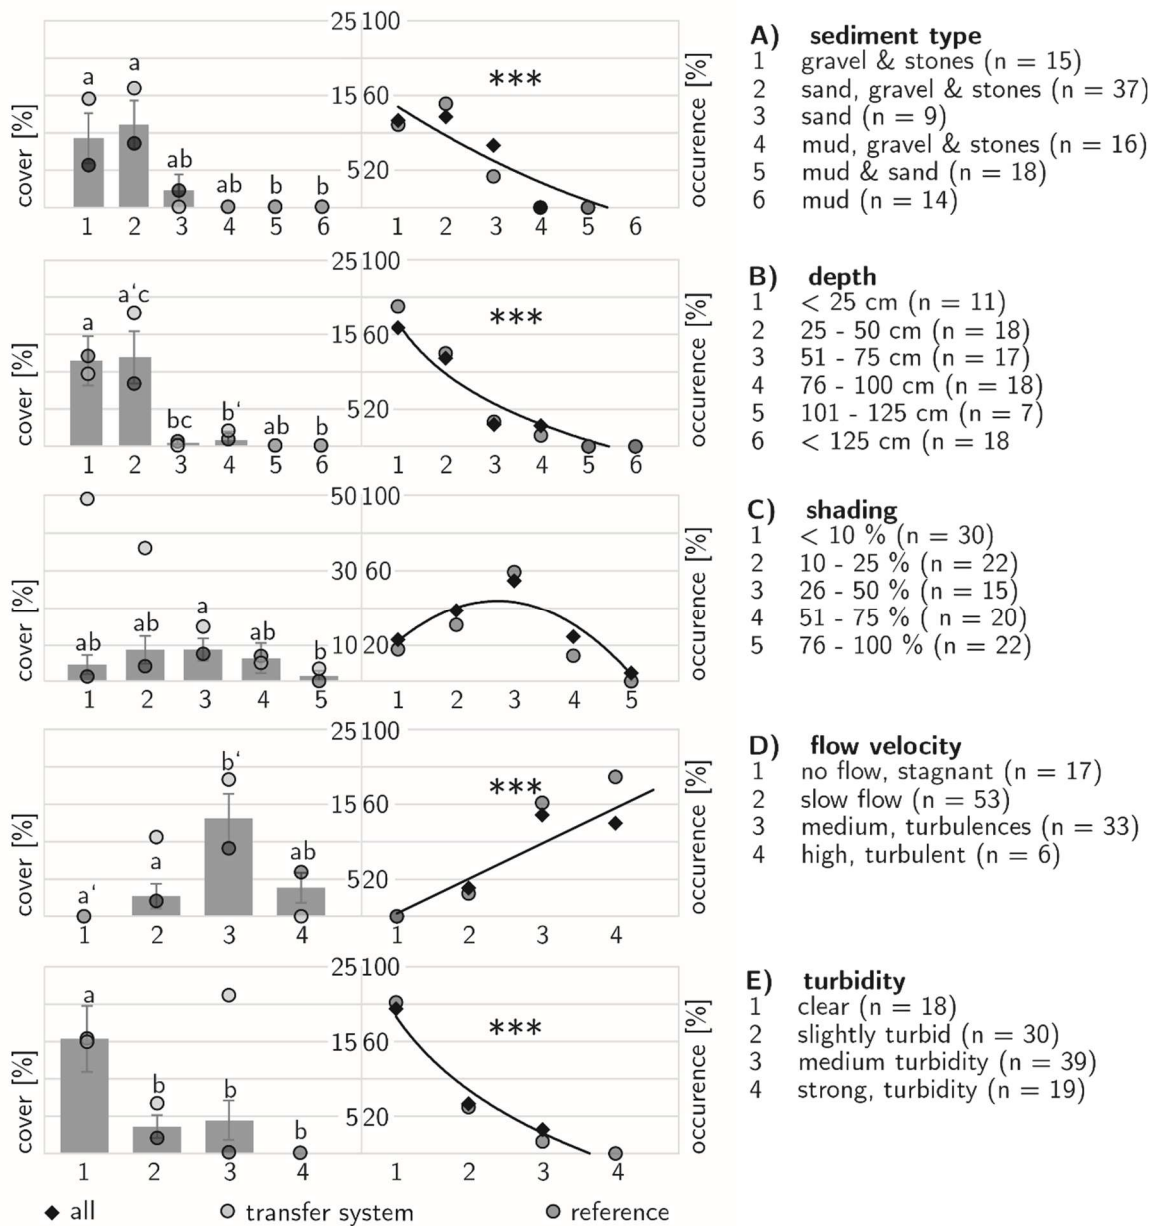 25 100
a a
*** 
15 60
ab
5 20
ab b b
cover [%]
occurence [%]
1 2 3 4 5 6 1 2 3 4 5 6
A) sediment type
1 gravel & stones (n = 15)
2 sand, gravel & stones (n = 37)
3 sand (n = 9)
4 mud, gravel & stones (n = 16)
5 mud & sand (n = 18)
6 mud (n = 14)
25 100
a a'c
***
15 60
bc b' ab b
5 20
cover [%]
occurence [%]
1 2 3 4 5 6 1 2 3 4 5 6
B) depth
1 < 25 cm (n = 11)
2 25 - 50 cm (n = 18)
3 51 - 75 cm (n = 17)
4 76 - 100 cm (n = 18)
5 101 - 125 cm (n = 7)
6 < 125 cm (n = 18
50 100
30 60
ab ab a ab b
10 20
cover [%]
occurence [%]
1 2 3 4 5 1 2 3 4 5
C) shading
1 < 10 % (n = 30)
2 10 - 25 % (n = 22)
3 26 - 50 % (n = 15)
4 51 - 75 % ( n = 20)
5 76 - 100 % (n = 22)
25 100
b'
***
15 60
a' a ab
5 20
cover [%]
occurence [%]
1 2 3 4 1 2 3 4
D) flow velocity
1 no flow, stagnant (n = 17)
2 slow flow (n = 53)
3 medium, turbulences (n = 33)
4 high, turbulent (n = 6)
25 100
a
***
15 60
b b b
5 20
cover [%]
occurence [%]
1 2 3 4 1 2 3 4
E) turbidity
1 clear (n = 18)
2 slightly turbid (n = 30)
3 medium turbidity (n = 39)
4 strong, turbidity (n = 19)
all transfer system reference